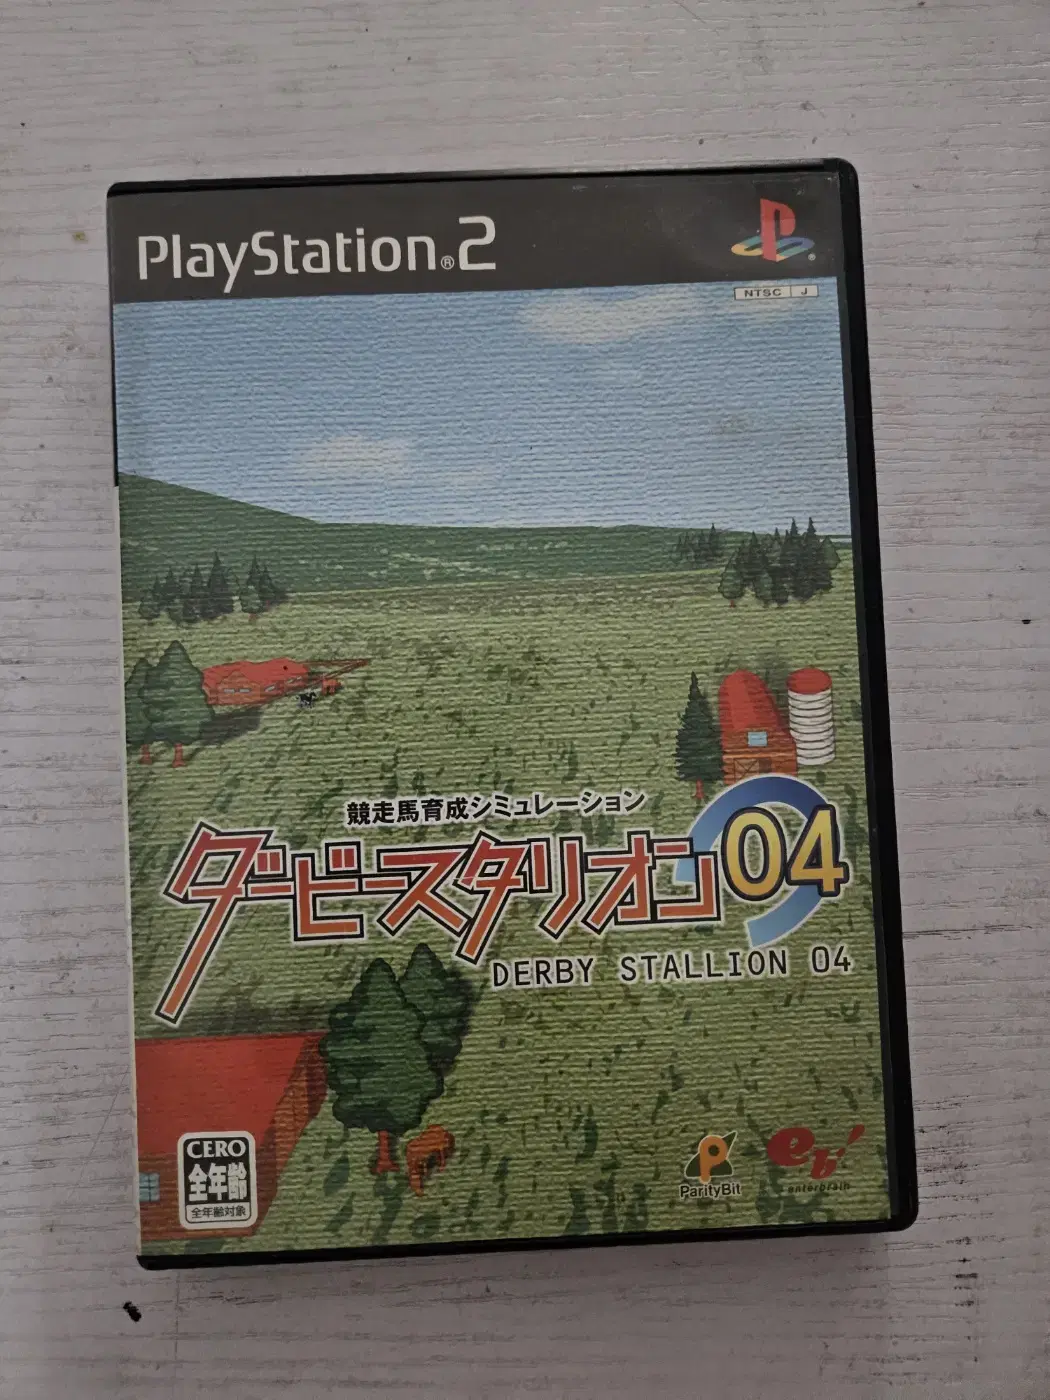 PlayStation®2
NTSC J
競走馬育成シミュレーション
ダービースタリオン04
DERBY STALLION 04
CERO
全年齢
全年齢対象
ParityBit
eb!
enterbrain